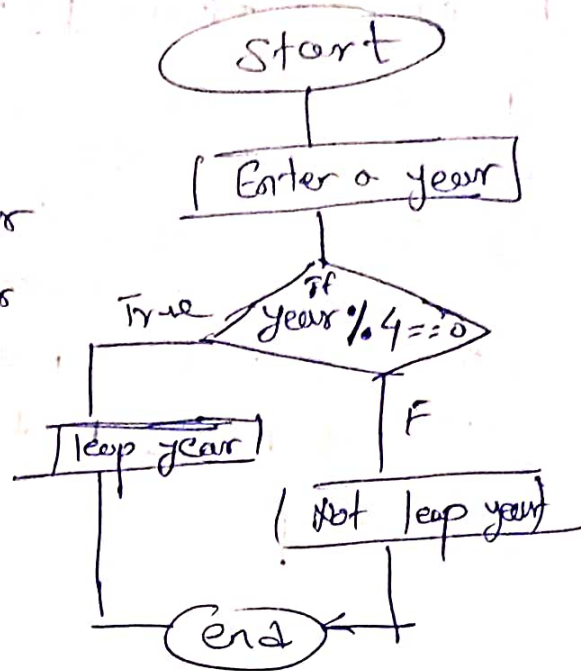 Start
Enter a year
If
True
year % 4 == 0
F
leap year
Not leap year
end